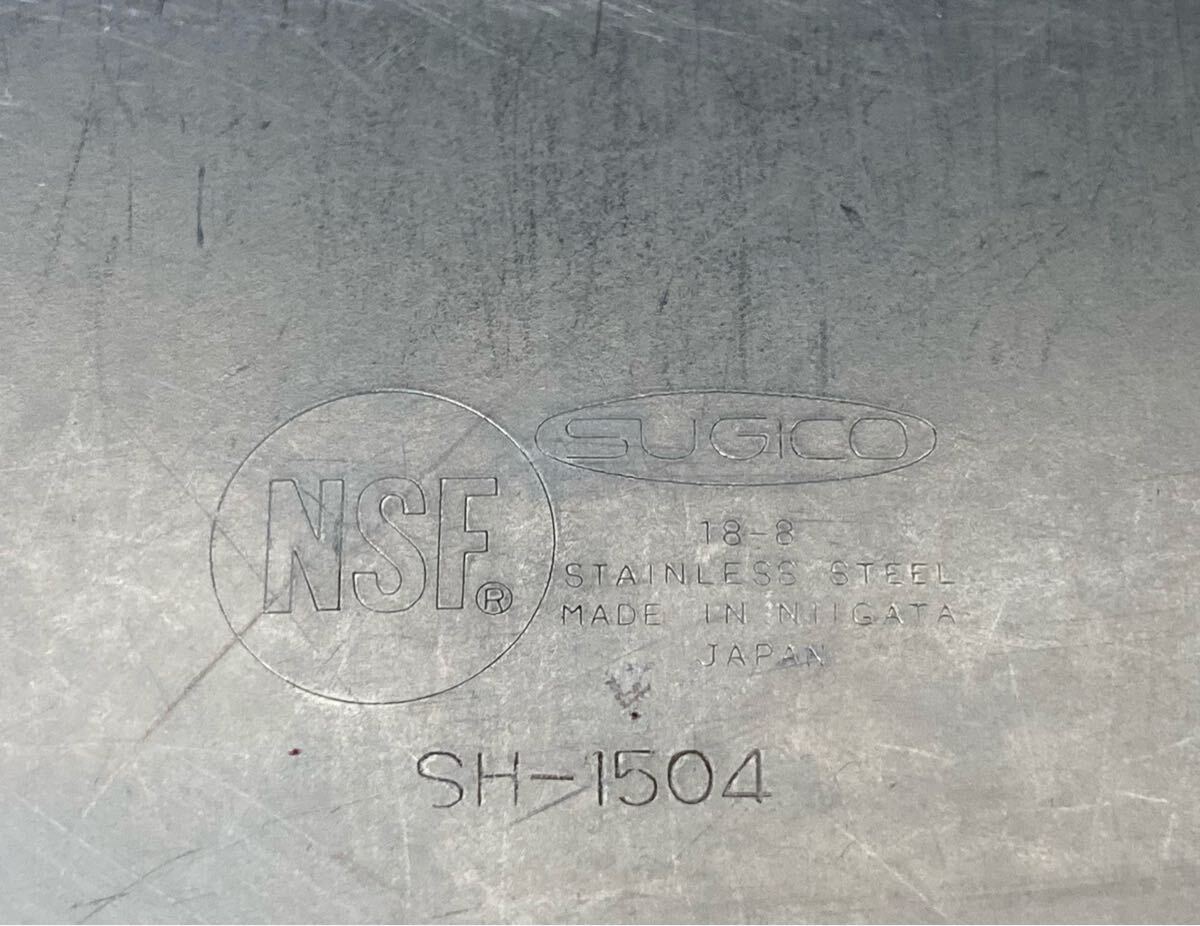 NSF®
SUGICO
18-8
STAINLESS STEEL
MADE IN NIIGATA
JAPAN
SH-1504